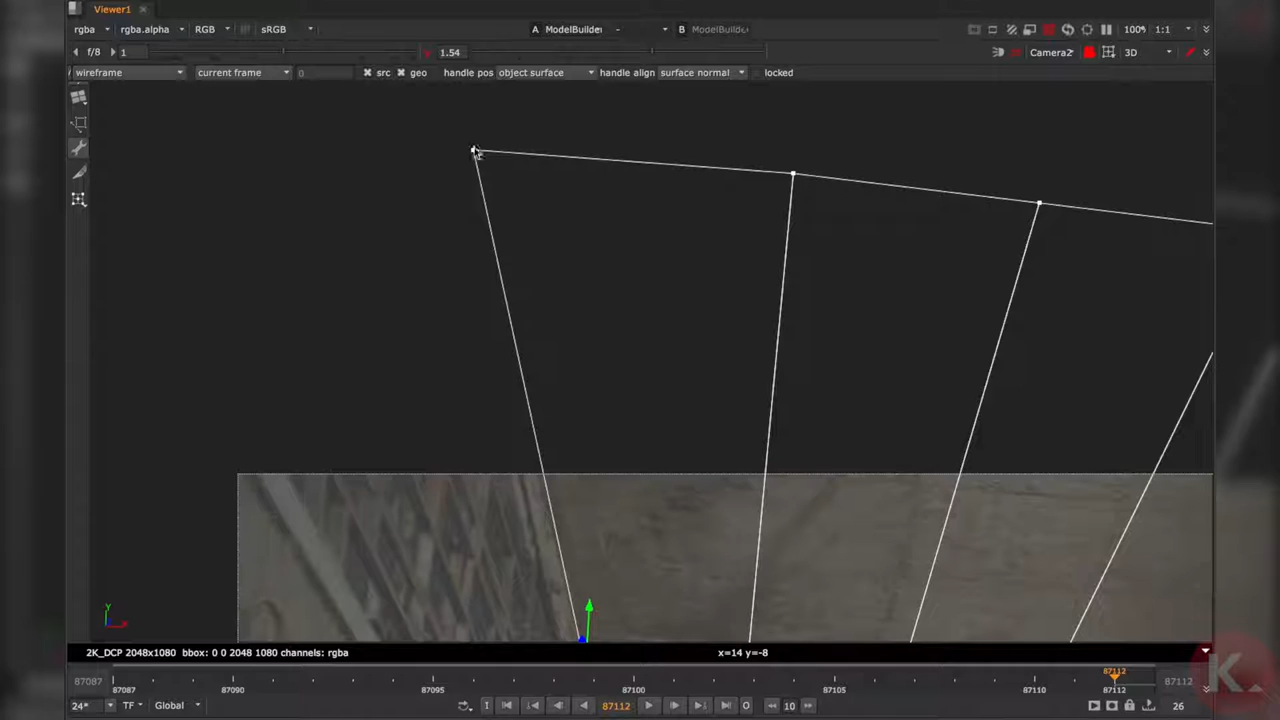 Viewer1
rgba rgba.alpha RGB sRGB A ModelBuilder - B ModelBuilder 100% 1:1
f/8 1 Y 1.54 Camera2 3D
wireframe current frame 0 src geo handle pos object surface handle align surface normal locked
y
x
2K_DCP 2048x1080 bbox: 0 0 2048 1080 channels: rgba x=14 y=-8
87087 87087 87090 87095 87100 87105 87110 87112 87112 87112
24* TF Global I 87112 O 10 26
K.